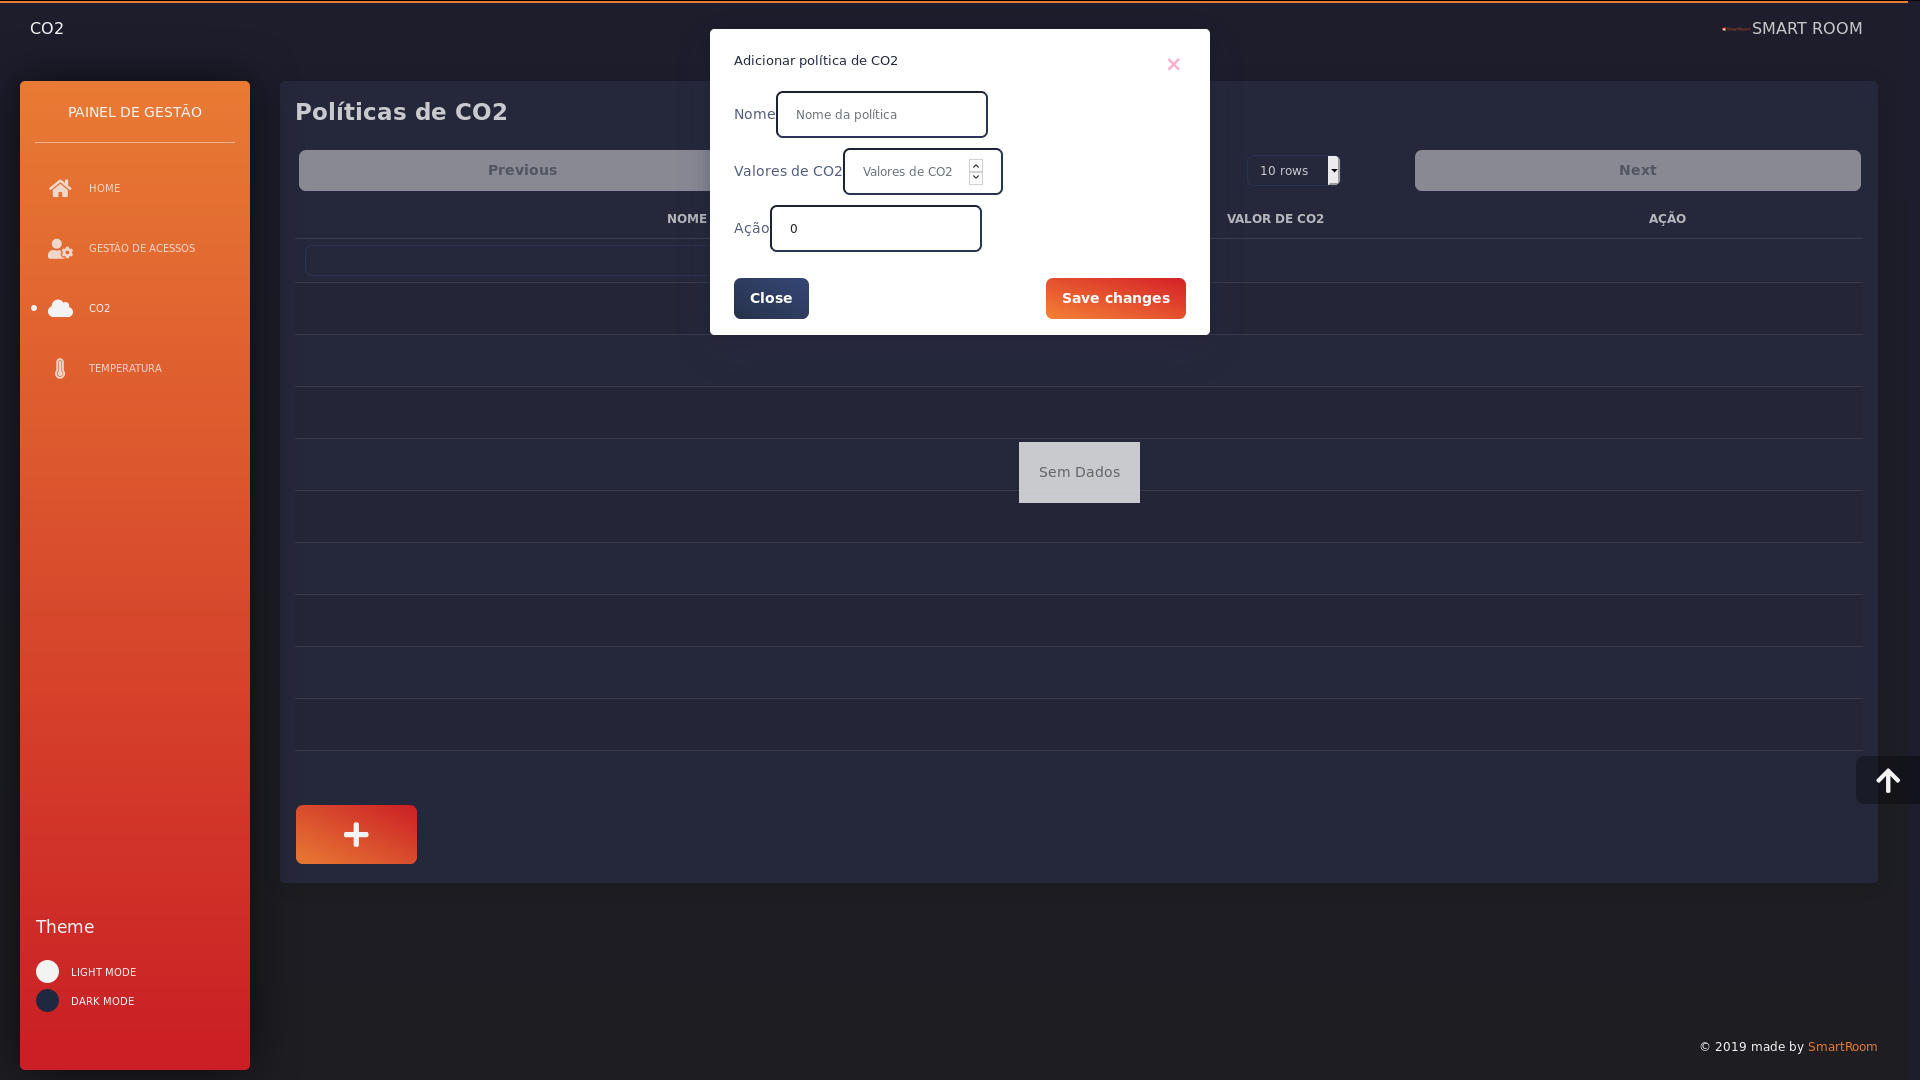 CO2
SMART ROOM
Adicionar política de CO2
×
Nome
Nome da política
Valores de CO2
Valores de CO2
Ação
0
Close
Save changes
PAINEL DE GESTÃO
HOME
GESTÃO DE ACESSOS
CO2
TEMPERATURA
Theme
LIGHT MODE
DARK MODE
Políticas de CO2
Previous
10 rows
Next
NOME
VALOR DE CO2
AÇÃO
Sem Dados
© 2019 made by SmartRoom